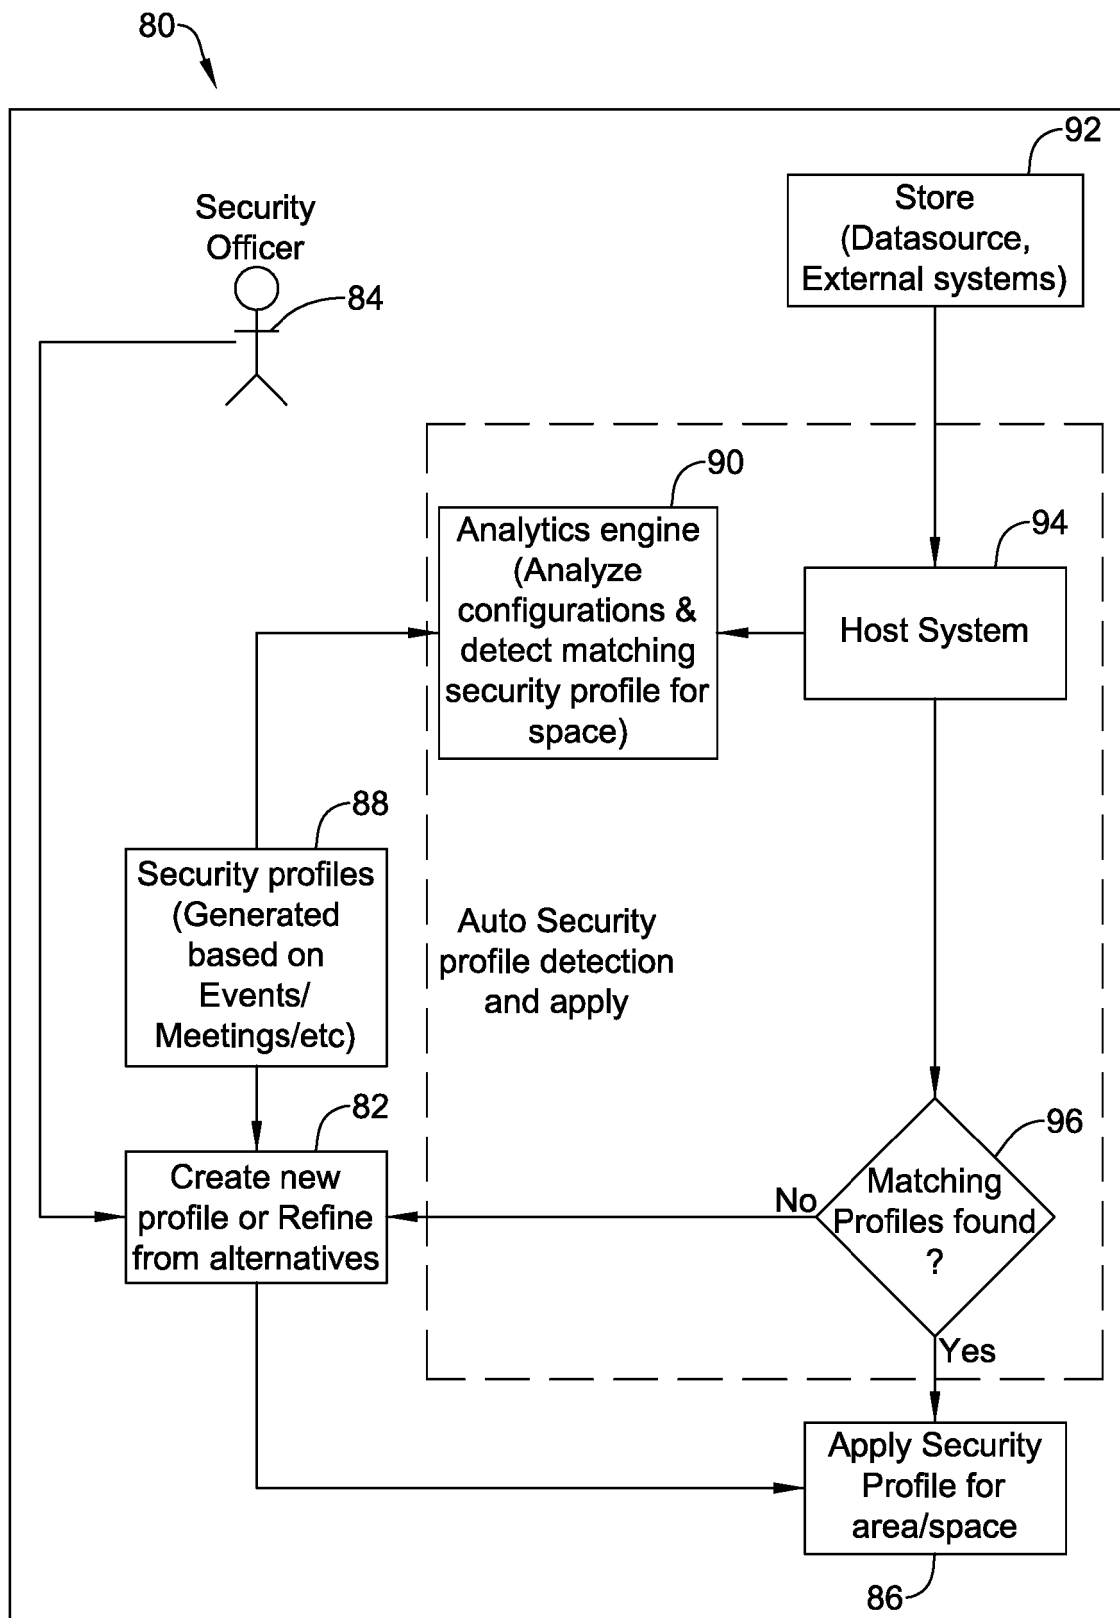 80
92
Store
(Datasource,
External systems)
Security
Officer
84
90
Analytics engine
(Analyze
configurations &
detect matching
security profile for
space)
94
Host System
88
Security profiles
(Generated
based on
Events/
Meetings/etc)
Auto Security
profile detection
and apply
82
Create new
profile or Refine
from alternatives
96
Matching
Profiles found
?
No
Yes
Apply Security
Profile for
area/space
86